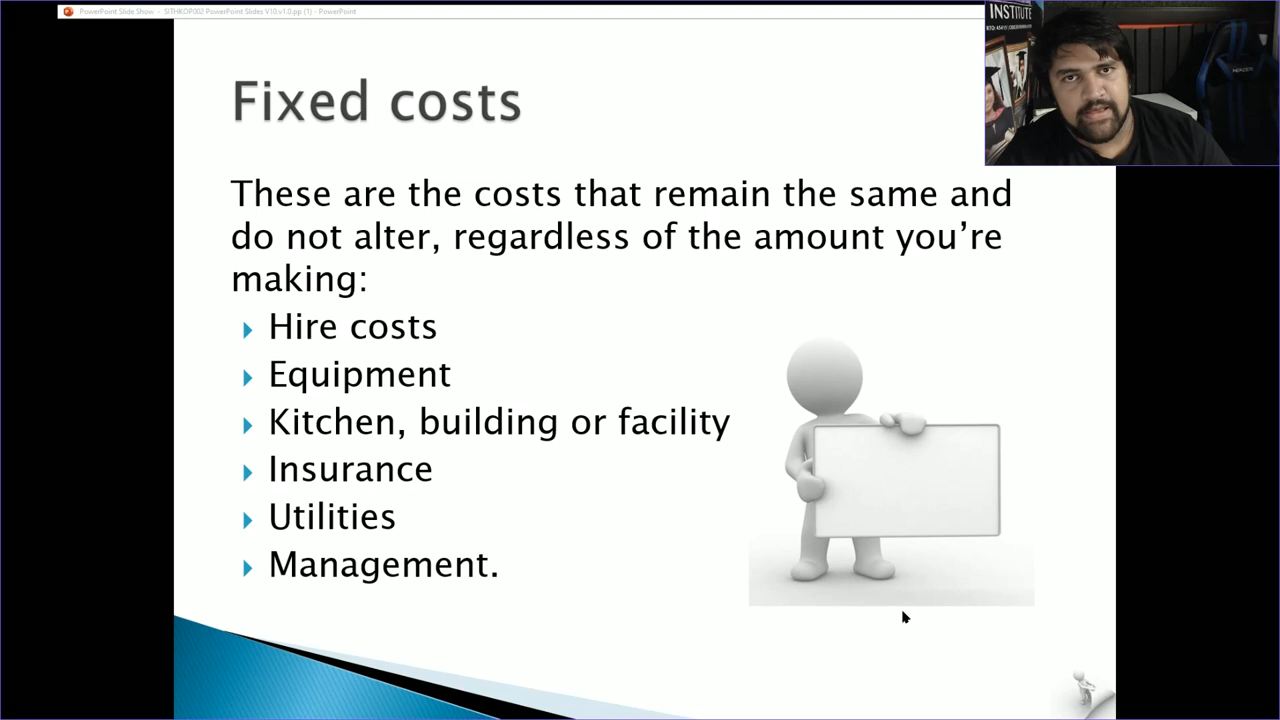 PowerPoint Slide Show - SITHKOP002 PowerPoint Slides V10.v1.0.pp (1) - PowerPoint
INSTITUTE
Fixed costs
These are the costs that remain the same and
do not alter, regardless of the amount you're
making:
Hire costs
Equipment
Kitchen, building or facility
Insurance
Utilities
Management.